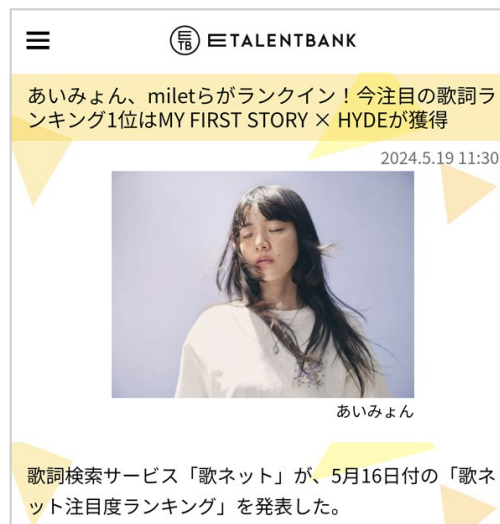 ETB ETALENTBANK
あいみょん、miletらがランクイン！今注目の歌詞ラ
ンキング1位はMY FIRST STORY × HYDEが獲得
2024.5.19 11:30
あいみょん
歌詞検索サービス「歌ネット」が、5月16日付の「歌ネ
ット注目度ランキング」を発表した。